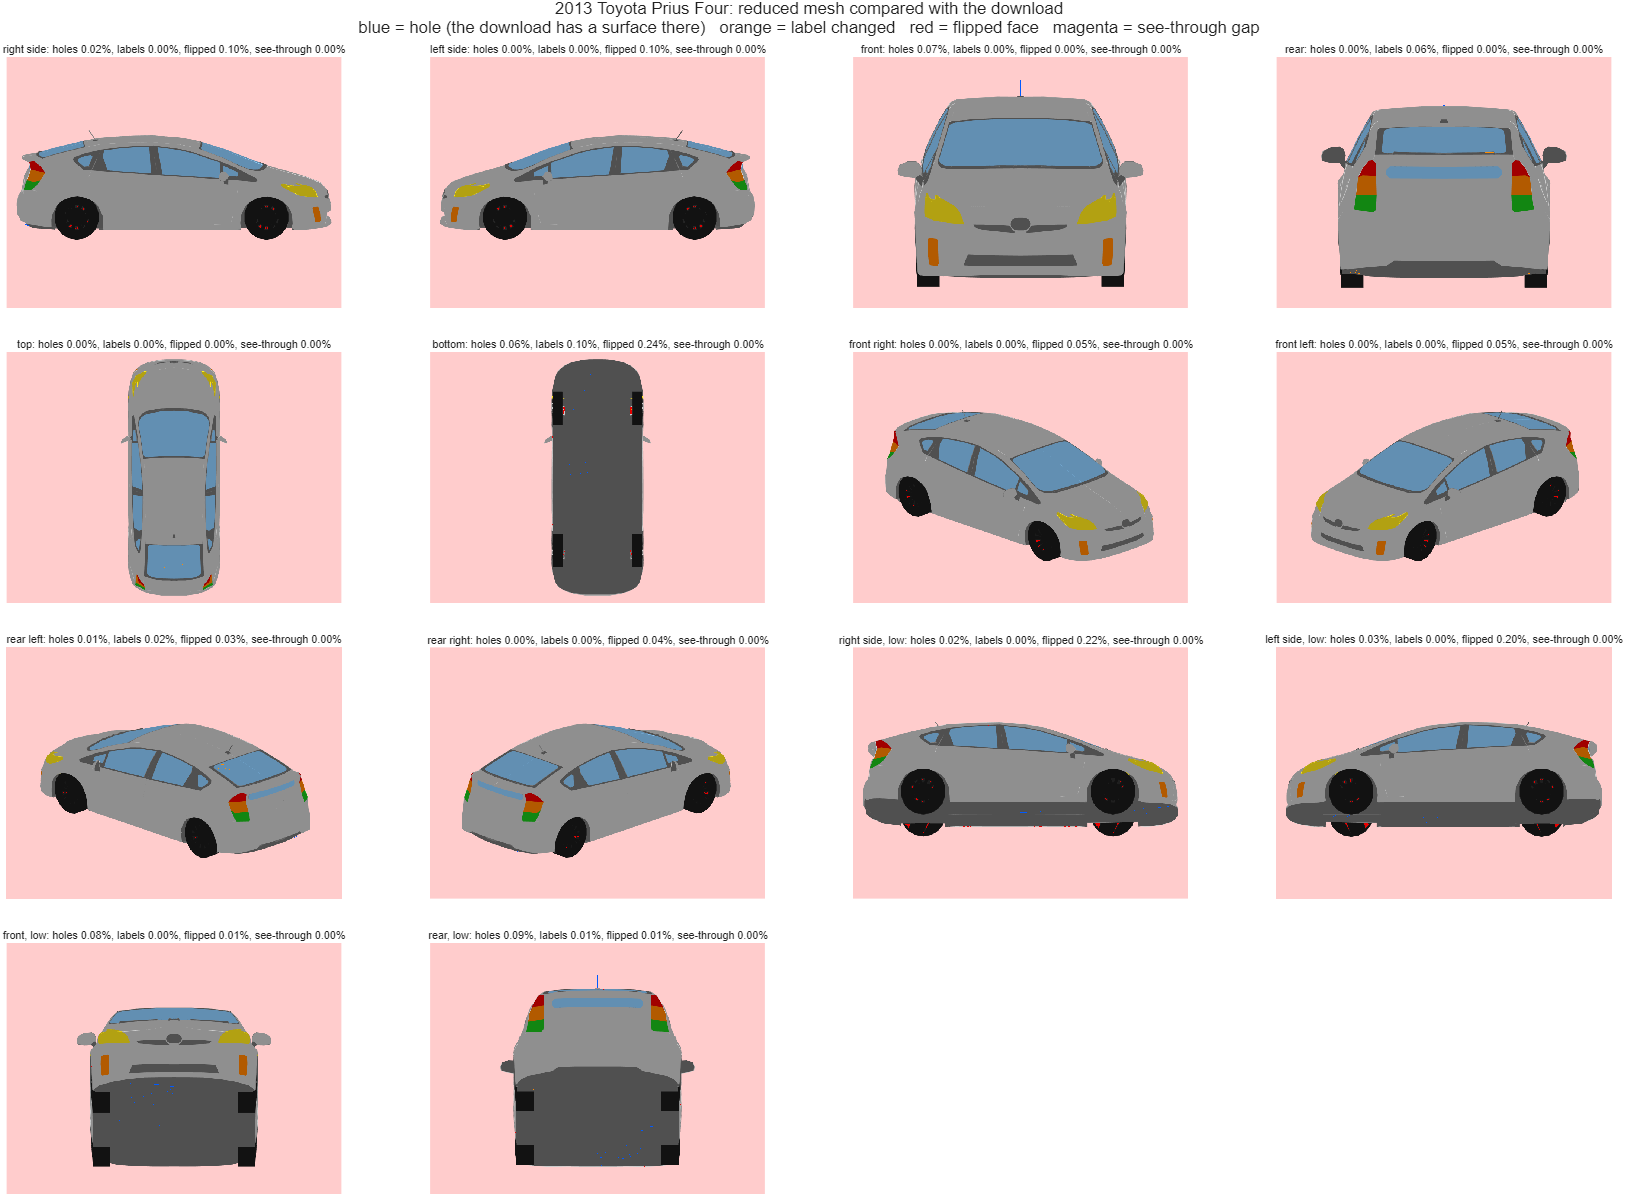 2013 Toyota Prius Four: reduced mesh compared with the download
blue = hole (the download has a surface there)   orange = label changed   red = flipped face   magenta = see-through gap
right side: holes 0.02%, labels 0.00%, flipped 0.10%, see-through 0.00%
left side: holes 0.00%, labels 0.00%, flipped 0.10%, see-through 0.00%
front: holes 0.07%, labels 0.00%, flipped 0.00%, see-through 0.00%
rear: holes 0.00%, labels 0.06%, flipped 0.00%, see-through 0.00%
top: holes 0.00%, labels 0.00%, flipped 0.00%, see-through 0.00%
bottom: holes 0.06%, labels 0.10%, flipped 0.24%, see-through 0.00%
front right: holes 0.00%, labels 0.00%, flipped 0.05%, see-through 0.00%
front left: holes 0.00%, labels 0.00%, flipped 0.05%, see-through 0.00%
rear left: holes 0.01%, labels 0.02%, flipped 0.03%, see-through 0.00%
rear right: holes 0.00%, labels 0.00%, flipped 0.04%, see-through 0.00%
right side, low: holes 0.02%, labels 0.00%, flipped 0.22%, see-through 0.00%
left side, low: holes 0.03%, labels 0.00%, flipped 0.20%, see-through 0.00%
front, low: holes 0.08%, labels 0.00%, flipped 0.01%, see-through 0.00%
rear, low: holes 0.09%, labels 0.01%, flipped 0.01%, see-through 0.00%